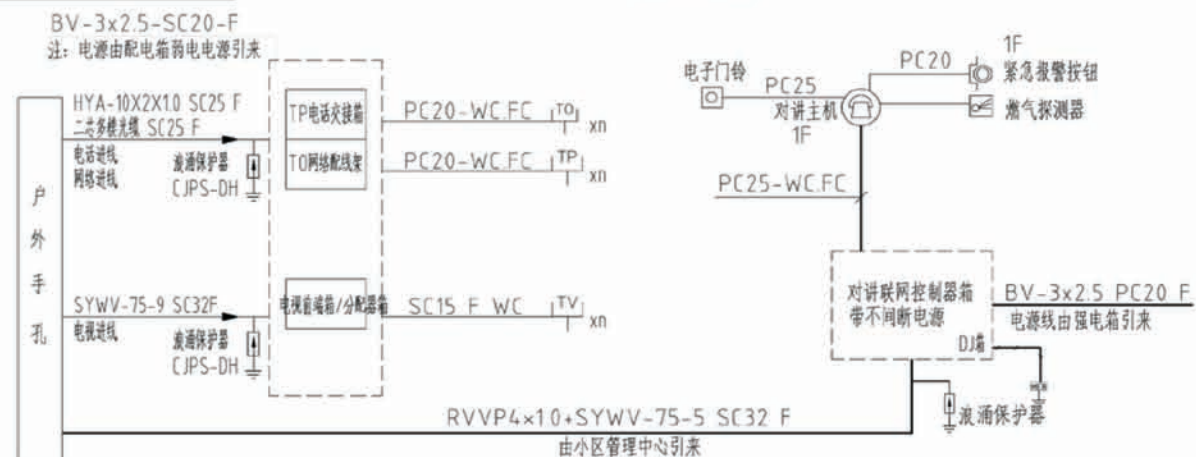 BV-3x2.5-SC20-F
注：电源由配电箱弱电电源引来
HYA-10X2X1.0 SC25 F
二芯多模光缆 SC25 F
电话进线
网络进线
浪涌保护器
CJPS-DH
TP电话交接箱
TO网络配线架
PC20-WC.FC
TO
xn
PC20-WC.FC
TP
xn
户外手孔
SYWV-75-9 SC32F
电视进线
浪涌保护器
CJPS-DH
电视前端箱/分配器箱
SC15 F WC
TV
xn
电子门铃
PC25
对讲主机
1F
PC20
1F
紧急报警按钮
燃气探测器
PC25-WC.FC
对讲联网控制器箱
带不间断电源
DJ箱
BV-3x2.5 PC20 F
电源线由强电箱引来
浪涌保护器
RVVP4x10+SYWV-75-5 SC32 F
由小区管理中心引来